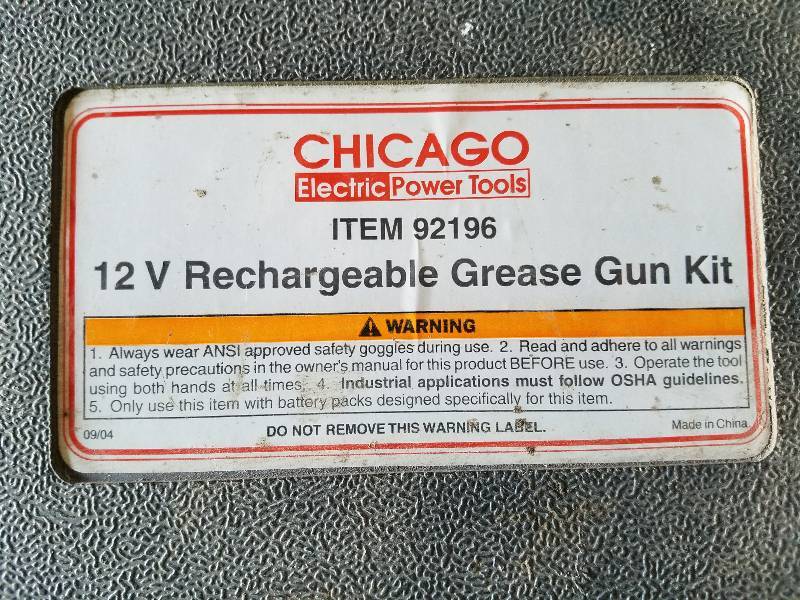 CHICAGO
Electric Power Tools
ITEM 92196
12 V Rechargeable Grease Gun Kit
⚠ WARNING
1. Always wear ANSI approved safety goggles during use. 2. Read and adhere to all warnings
and safety precautions in the owner's manual for this product BEFORE use. 3. Operate the tool
using both hands at all times. 4. Industrial applications must follow OSHA guidelines.
5. Only use this item with battery packs designed specifically for this item.
09/04 DO NOT REMOVE THIS WARNING LABEL. Made in China